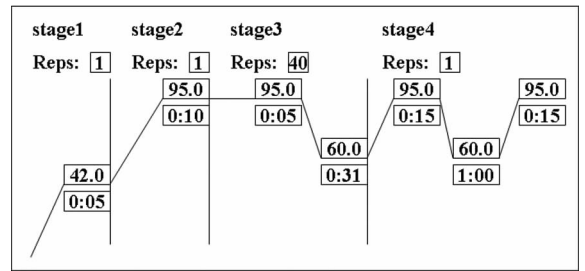 stage1 stage2 stage3 stage4
Reps: 1 Reps: 1 Reps: 40 Reps: 1
95.0 95.0 95.0 95.0
0:10 0:05 0:15 0:15
60.0 60.0
42.0 0:31 1:00
0:05